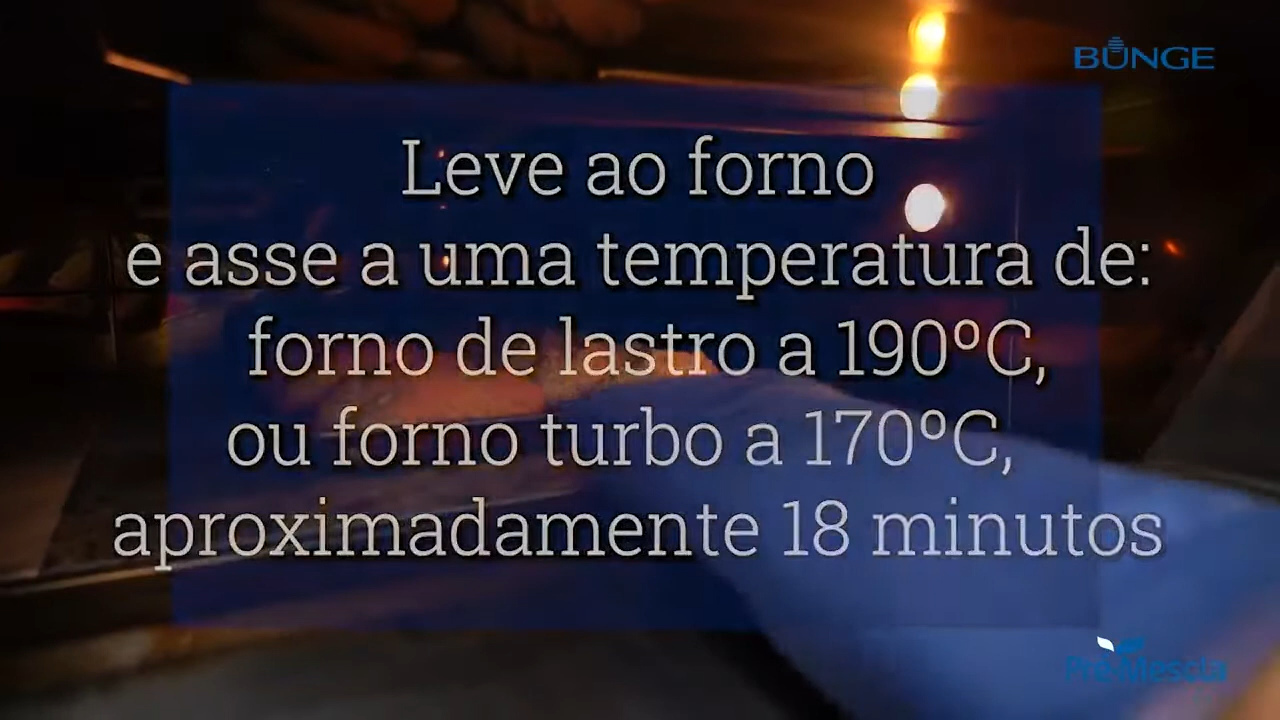 BUNGE
Leve ao forno
e asse a uma temperatura de:
forno de lastro a 190ºC,
ou forno turbo a 170ºC,
aproximadamente 18 minutos
Pré-Mescla